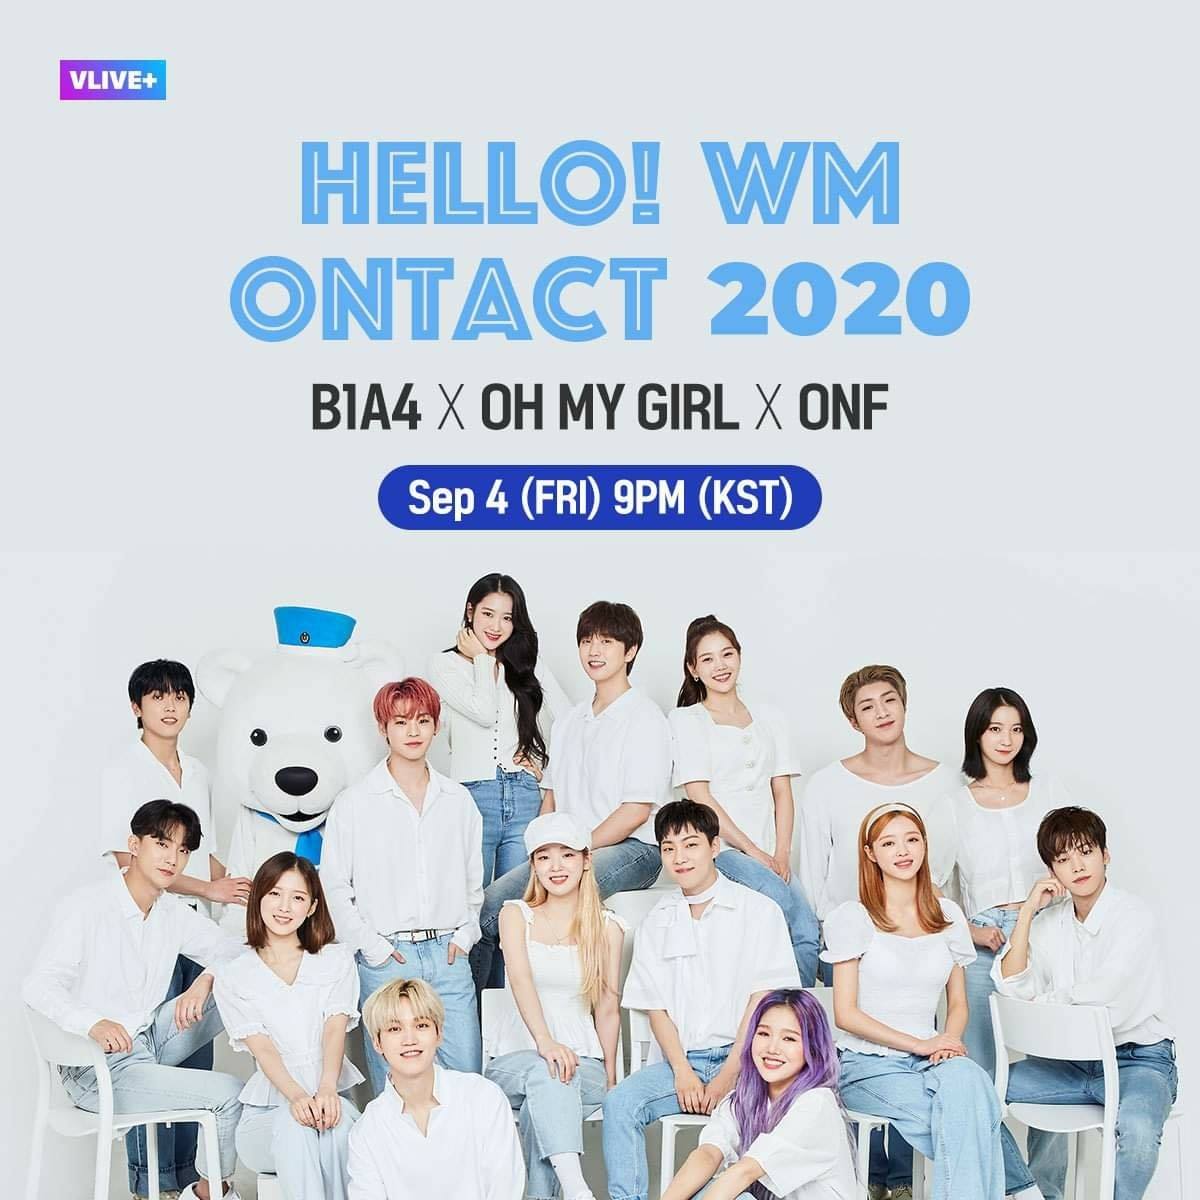 VLIVE+
HELLO! WM
ONTACT 2020
B1A4 X OH MY GIRL X ONF
Sep 4 (FRI) 9PM (KST)